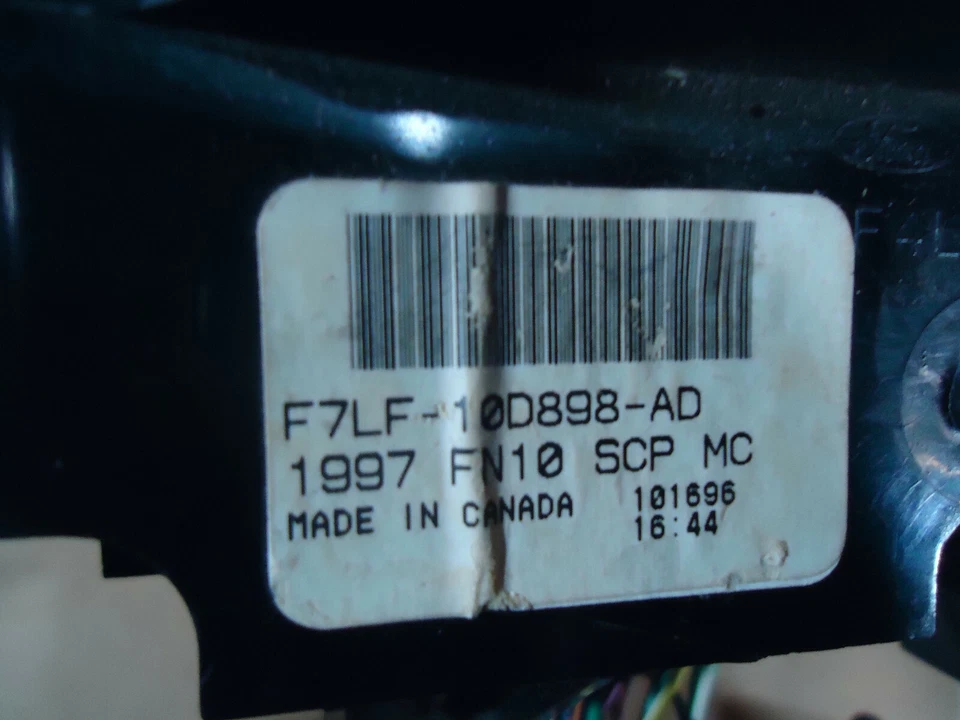 F7LF-10D898-AD
1997 FN10 SCP MC
MADE IN CANADA 101696
16:44